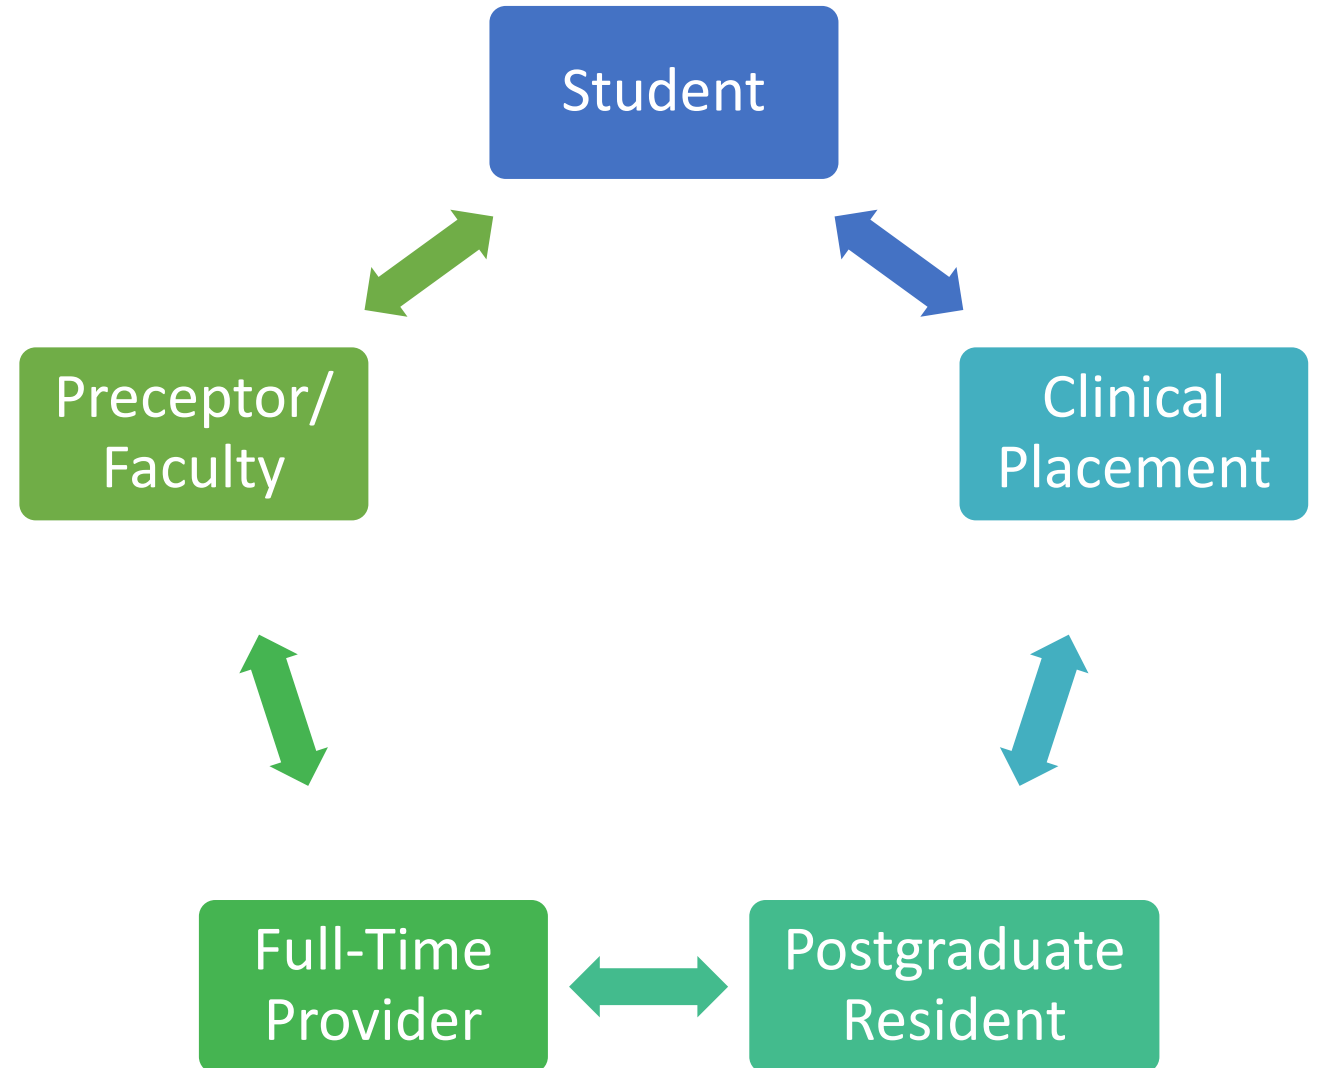 Student
Preceptor/
Faculty
Clinical
Placement
Full-Time
Provider
Postgraduate
Resident